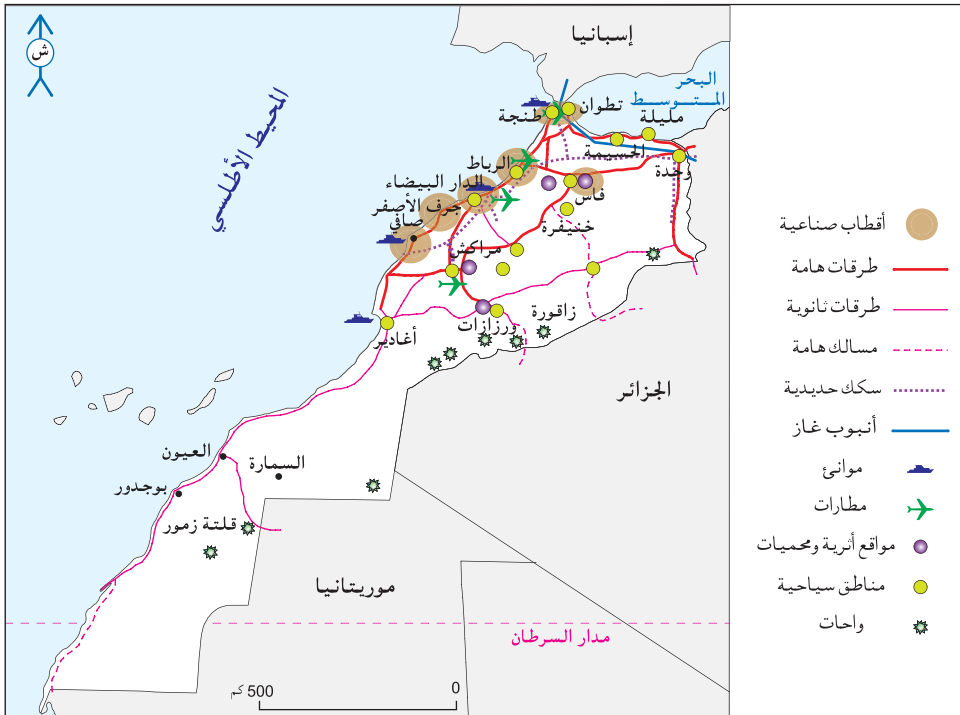 إسبانيا
ش
البحر
المتوسط
المحيط الأطلسي
تطوان
طنجة
مليلة
الحسيمة
وجدة
الرباط
الدار البيضاء
فاس
جرف الأصفر
صافي
خنيفرة
مراكش
زاقورة
ورزازات
أغادير
الجزائر
العيون
السمارة
بوجدور
قلتة زمور
موريتانيا
مدار السرطان
500 كم
0
أقطاب صناعية
طرقات هامة
طرقات ثانوية
مسالك هامة
سكك حديدية
أنبوب غاز
موانئ
مطارات
مواقع أثرية ومحميات
مناطق سياحية
واحات